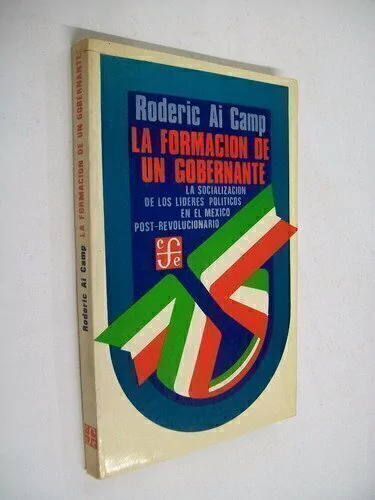 Roderic Ai Camp
LA FORMACION DE
UN GOBERNANTE
LA SOCIALIZACION
DE LOS LIDERES POLITICOS
EN EL MEXICO
POST-REVOLUCIONARIO
cfe
Roderic Ai Camp LA FORMACION DE UN GOBERNANTE